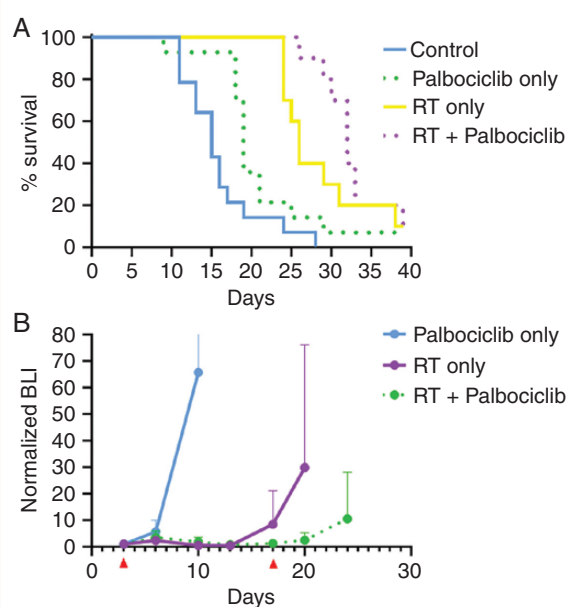 A
% survival
100
80
60
40
20
0
0 5 10 15 20 25 30 35 40
Days
Control
Palbociclib only
RT only
RT + Palbociclib
B
Normalized BLI
80
70
60
50
40
30
20
10
0
0 10 20 30
Days
Palbociclib only
RT only
RT + Palbociclib